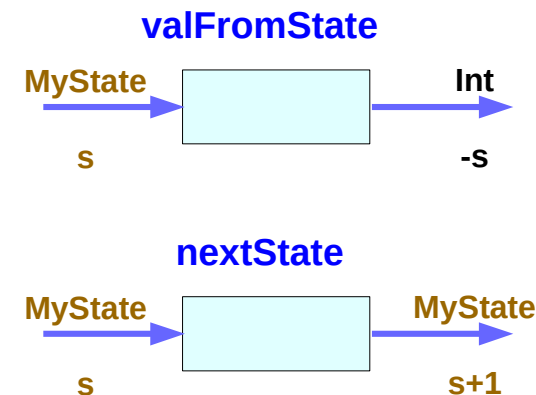 valFromState
MyState Int
s -s
nextState
MyState MyState
s s+1